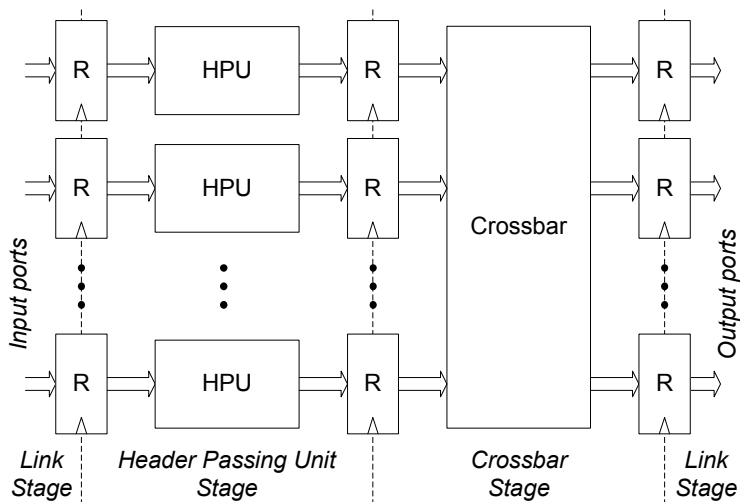 R HPU R R
R HPU R Crossbar R
Input ports
Output ports
R HPU R R
Link Stage
Header Passing Unit Stage
Crossbar Stage
Link Stage